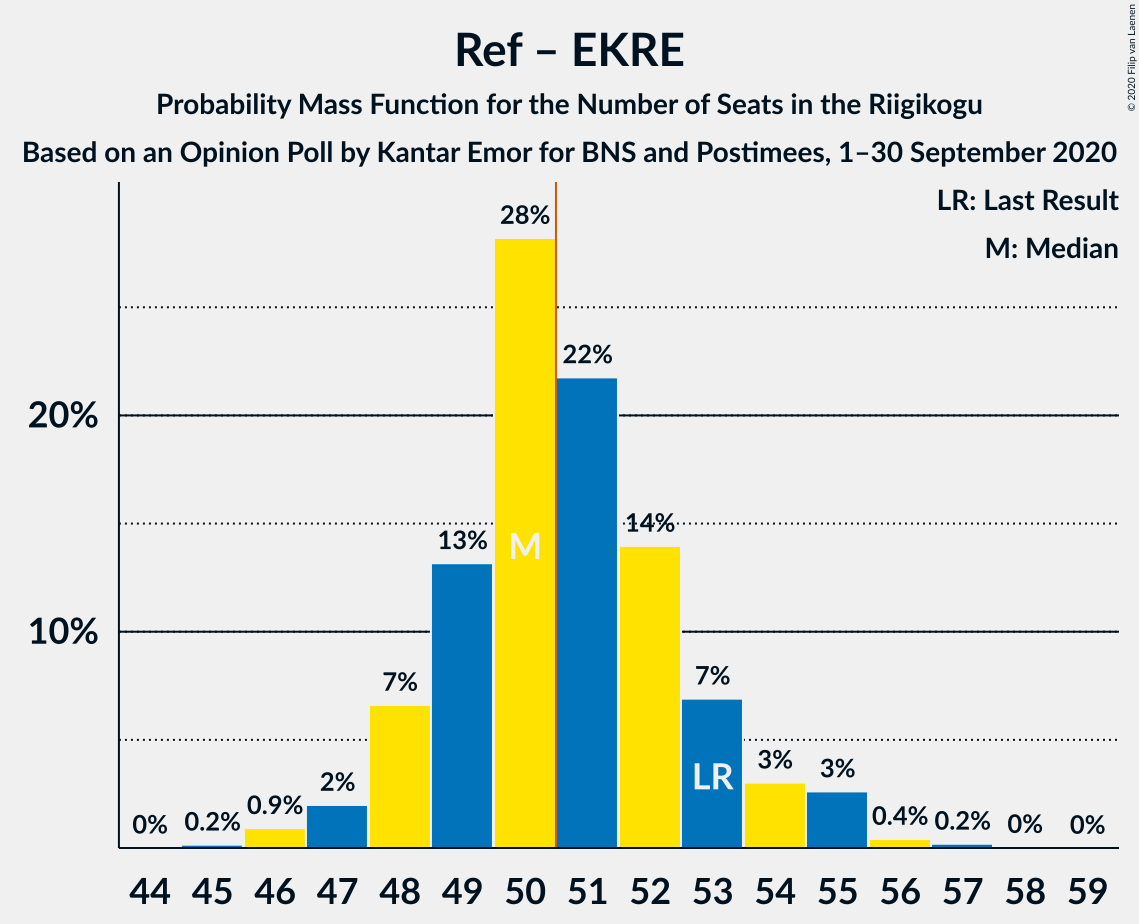 Ref – EKRE
Probability Mass Function for the Number of Seats in the Riigikogu
Based on an Opinion Poll by Kantar Emor for BNS and Postimees, 1–30 September 2020
© 2020 Filip van Laenen
LR: Last Result
M: Median
20%
10%
0%
0.2%
0.9%
2%
7%
13%
28%
22%
14%
7%
3%
3%
0.4%
0.2%
0%
0%
M
LR
44 45 46 47 48 49 50 51 52 53 54 55 56 57 58 59